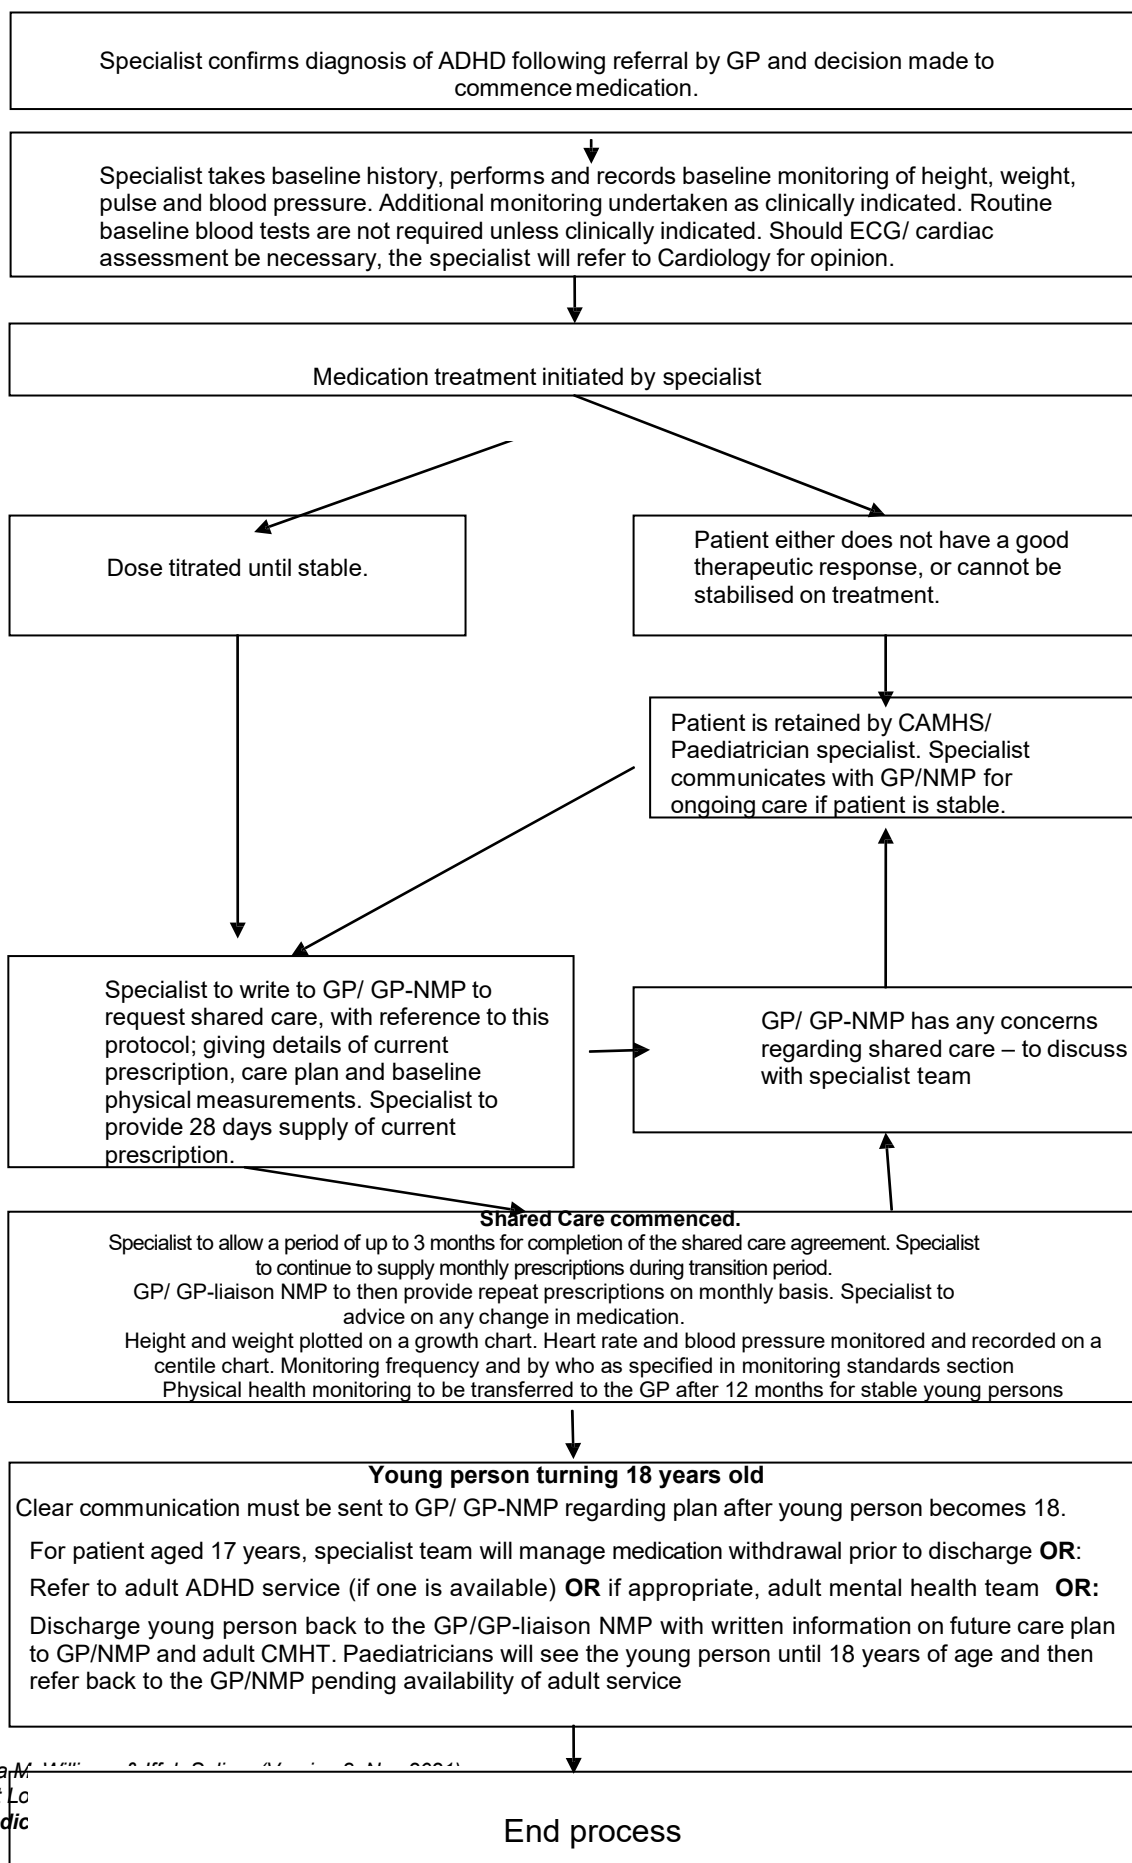 Specialist confirms diagnosis of ADHD following referral by GP and decision made to
commence medication.
Specialist takes baseline history, performs and records baseline monitoring of height, weight,
pulse and blood pressure. Additional monitoring undertaken as clinically indicated. Routine
baseline blood tests are not required unless clinically indicated. Should ECG/ cardiac
assessment be necessary, the specialist will refer to Cardiology for opinion.
Medication treatment initiated by specialist
Dose titrated until stable.
Patient either does not have a good
therapeutic response, or cannot be
stabilised on treatment.
Patient is retained by CAMHS/
Paediatrician specialist. Specialist
communicates with GP/NMP for
ongoing care if patient is stable.
Specialist to write to GP/ GP-NMP to
request shared care, with reference to this
protocol; giving details of current
prescription, care plan and baseline
physical measurements. Specialist to
provide 28 days supply of current
prescription.
GP/ GP-NMP has any concerns
regarding shared care – to discuss
with specialist team
Shared Care commenced.
Specialist to allow a period of up to 3 months for completion of the shared care agreement. Specialist
to continue to supply monthly prescriptions during transition period.
GP/ GP-liaison NMP to then provide repeat prescriptions on monthly basis. Specialist to
advice on any change in medication.
Height and weight plotted on a growth chart. Heart rate and blood pressure monitored and recorded on a
centile chart. Monitoring frequency and by who as specified in monitoring standards section
Physical health monitoring to be transferred to the GP after 12 months for stable young persons
Young person turning 18 years old
Clear communication must be sent to GP/ GP-NMP regarding plan after young person becomes 18.
For patient aged 17 years, specialist team will manage medication withdrawal prior to discharge OR:
Refer to adult ADHD service (if one is available) OR if appropriate, adult mental health team OR:
Discharge young person back to the GP/GP-liaison NMP with written information on future care plan
to GP/NMP and adult CMHT. Paediatricians will see the young person until 18 years of age and then
refer back to the GP/NMP pending availability of adult service
End process